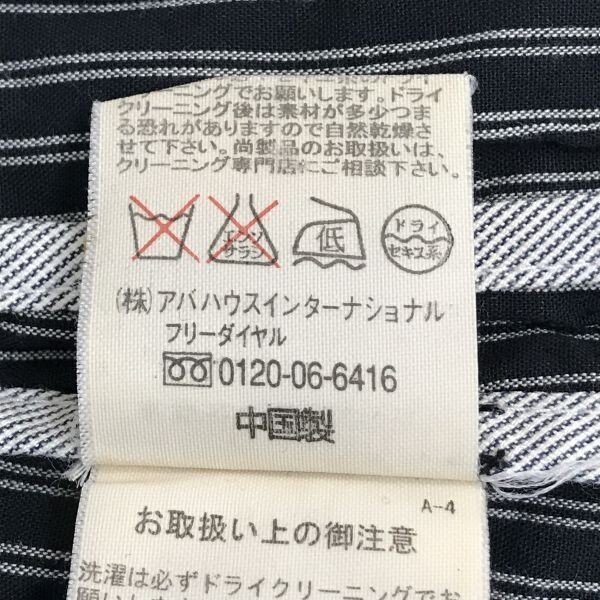 でお願いします。ドライ
クリーニング後は素材が多少つま
る恐れがありますので自然乾燥さ
せて下さい。尚製品のお取扱いは、
クリーニング専門店にご相談下さい。
エンソ
サラシ
低
ドライ
セキユ系
(株)アバハウスインターナショナル
フリーダイヤル
0120-06-6416
中国製
A-4
お取扱い上の御注意
洗濯は必ずドライクリーニングでお
願いします